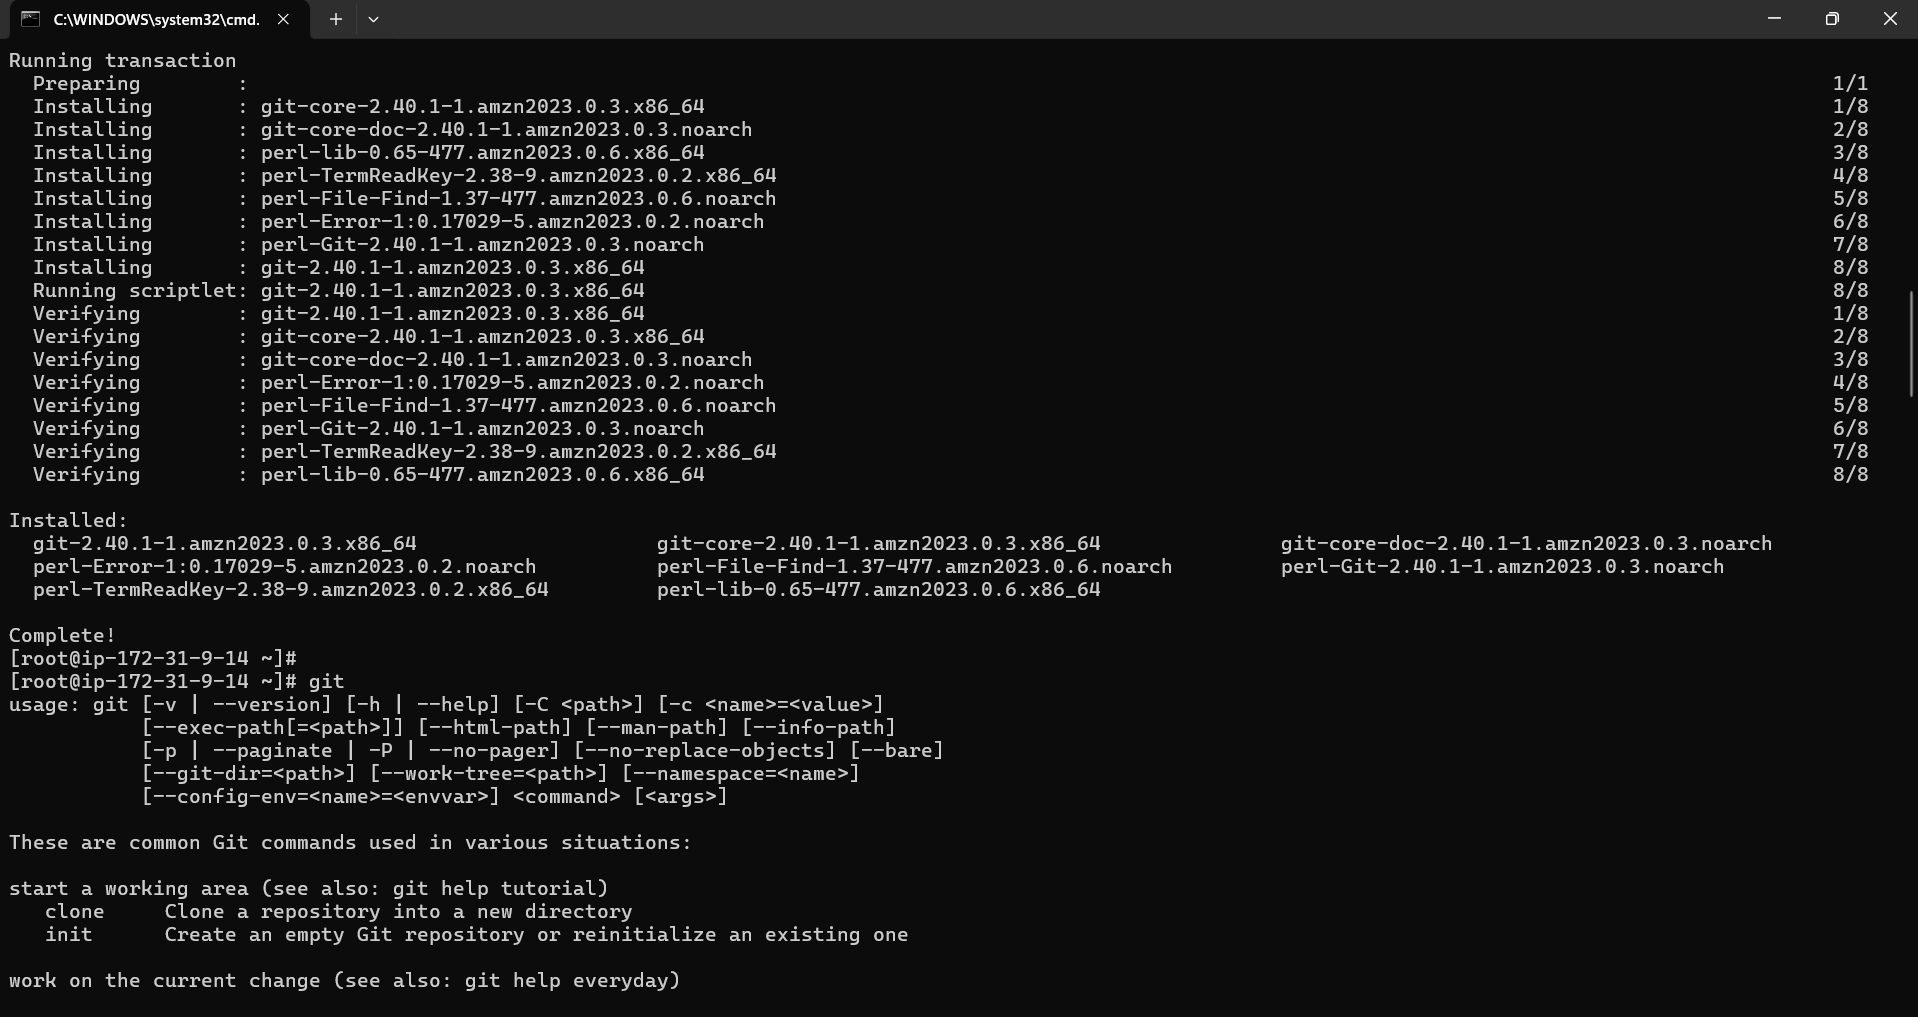 C:\WINDOWS\system32\cmd.
Running transaction
  Preparing        :                                                        1/1
  Installing       : git-core-2.40.1-1.amzn2023.0.3.x86_64                  1/8
  Installing       : git-core-doc-2.40.1-1.amzn2023.0.3.noarch              2/8
  Installing       : perl-lib-0.65-477.amzn2023.0.6.x86_64                  3/8
  Installing       : perl-TermReadKey-2.38-9.amzn2023.0.2.x86_64            4/8
  Installing       : perl-File-Find-1.37-477.amzn2023.0.6.noarch            5/8
  Installing       : perl-Error-1:0.17029-5.amzn2023.0.2.noarch             6/8
  Installing       : perl-Git-2.40.1-1.amzn2023.0.3.noarch                  7/8
  Installing       : git-2.40.1-1.amzn2023.0.3.x86_64                       8/8
  Running scriptlet: git-2.40.1-1.amzn2023.0.3.x86_64                       8/8
  Verifying        : git-2.40.1-1.amzn2023.0.3.x86_64                       1/8
  Verifying        : git-core-2.40.1-1.amzn2023.0.3.x86_64                  2/8
  Verifying        : git-core-doc-2.40.1-1.amzn2023.0.3.noarch              3/8
  Verifying        : perl-Error-1:0.17029-5.amzn2023.0.2.noarch             4/8
  Verifying        : perl-File-Find-1.37-477.amzn2023.0.6.noarch            5/8
  Verifying        : perl-Git-2.40.1-1.amzn2023.0.3.noarch                  6/8
  Verifying        : perl-TermReadKey-2.38-9.amzn2023.0.2.x86_64            7/8
  Verifying        : perl-lib-0.65-477.amzn2023.0.6.x86_64                  8/8

Installed:
  git-2.40.1-1.amzn2023.0.3.x86_64                    git-core-2.40.1-1.amzn2023.0.3.x86_64               git-core-doc-2.40.1-1.amzn2023.0.3.noarch
  perl-Error-1:0.17029-5.amzn2023.0.2.noarch          perl-File-Find-1.37-477.amzn2023.0.6.noarch         perl-Git-2.40.1-1.amzn2023.0.3.noarch
  perl-TermReadKey-2.38-9.amzn2023.0.2.x86_64         perl-lib-0.65-477.amzn2023.0.6.x86_64

Complete!
[root@ip-172-31-9-14 ~]#
[root@ip-172-31-9-14 ~]# git
usage: git [-v | --version] [-h | --help] [-C <path>] [-c <name>=<value>]
           [--exec-path[=<path>]] [--html-path] [--man-path] [--info-path]
           [-p | --paginate | -P | --no-pager] [--no-replace-objects] [--bare]
           [--git-dir=<path>] [--work-tree=<path>] [--namespace=<name>]
           [--config-env=<name>=<envvar>] <command> [<args>]

These are common Git commands used in various situations:

start a working area (see also: git help tutorial)
   clone     Clone a repository into a new directory
   init      Create an empty Git repository or reinitialize an existing one

work on the current change (see also: git help everyday)